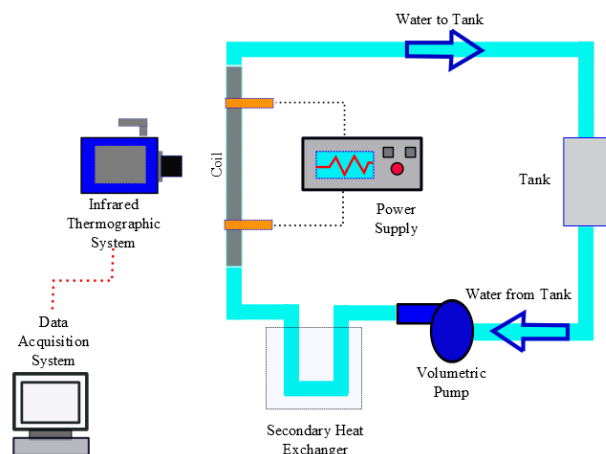 Water to Tank
Coil
Infrared
Thermographic
System
Power
Supply
Tank
Water from Tank
Data
Acquisition
System
Volumetric
Pump
Secondary Heat
Exchanger